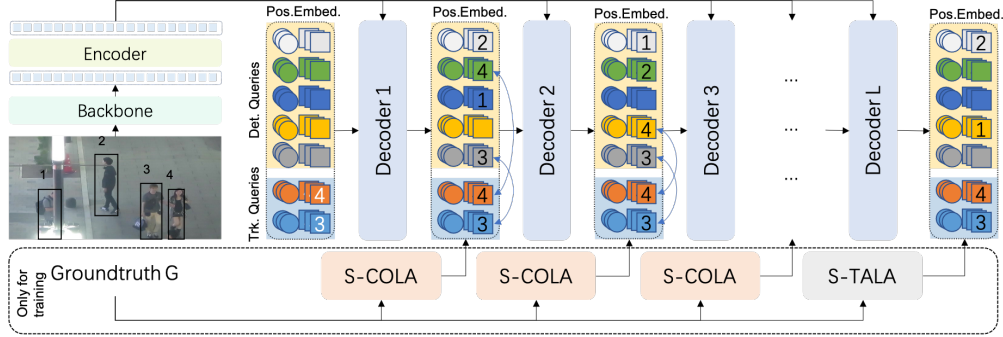 Pos.Embed.
Pos.Embed.
Pos.Embed.
Pos.Embed.
Encoder
Backbone
1
2
3
4
Det. Queries
Trk. Queries
4
3
Decoder 1
2
4
1
3
4
3
Decoder 2
1
2
4
3
4
3
Decoder 3
...
...
...
...
Decoder L
2
1
4
3
Only for
training
Groundtruth G
S-COLA
S-COLA
S-COLA
S-TALA